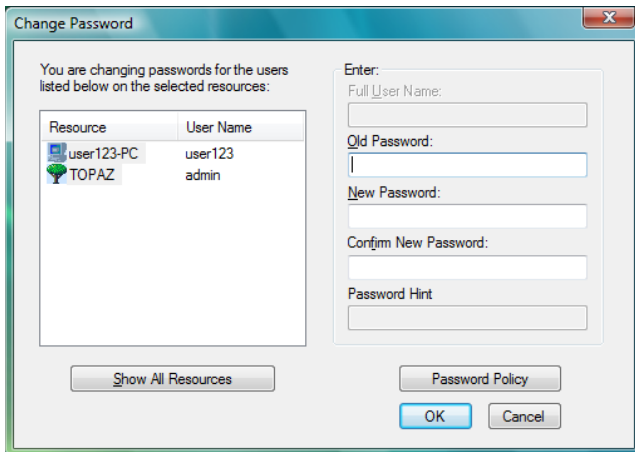 Change Password
You are changing passwords for the users
listed below on the selected resources:
Resource User Name
user123-PC user123
TOPAZ admin
Show All Resources
Enter:
Full User Name:
Old Password:
New Password:
Confirm New Password:
Password Hint
Password Policy
OK Cancel